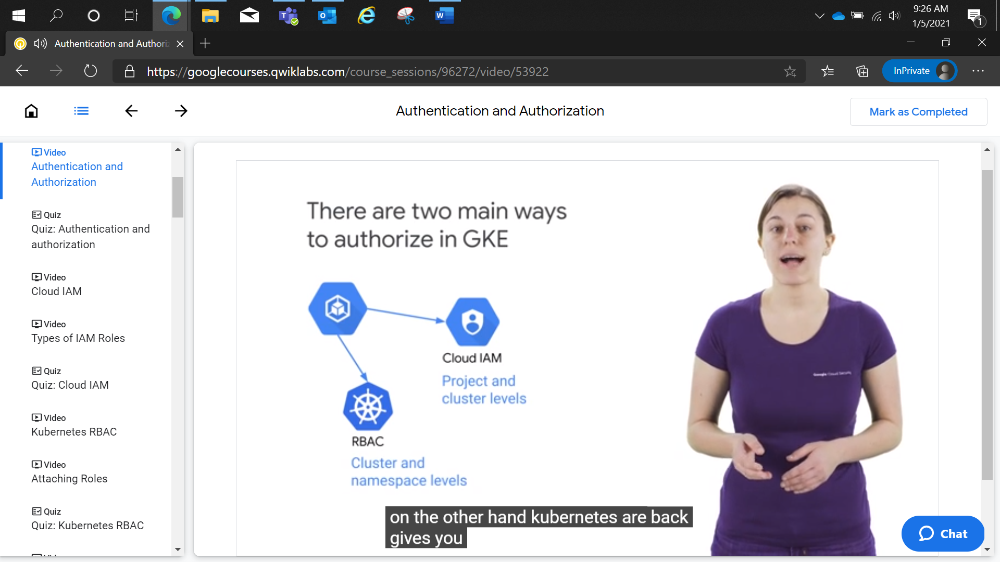 9:26 AM
1/5/2021
1
Authentication and Authoriz
https://googlecourses.qwiklabs.com/course_sessions/96272/video/53922
InPrivate
Authentication and Authorization
Mark as Completed
Video
Authentication and
Authorization
Quiz
Quiz: Authentication and
authorization
Video
Cloud IAM
Video
Types of IAM Roles
Quiz
Quiz: Cloud IAM
Video
Kubernetes RBAC
Video
Attaching Roles
Quiz
Quiz: Kubernetes RBAC
There are two main ways
to authorize in GKE
Cloud IAM
Project and
cluster levels
RBAC
Cluster and
namespace levels
Google Cloud Security
on the other hand kubernetes are back
gives you
Chat